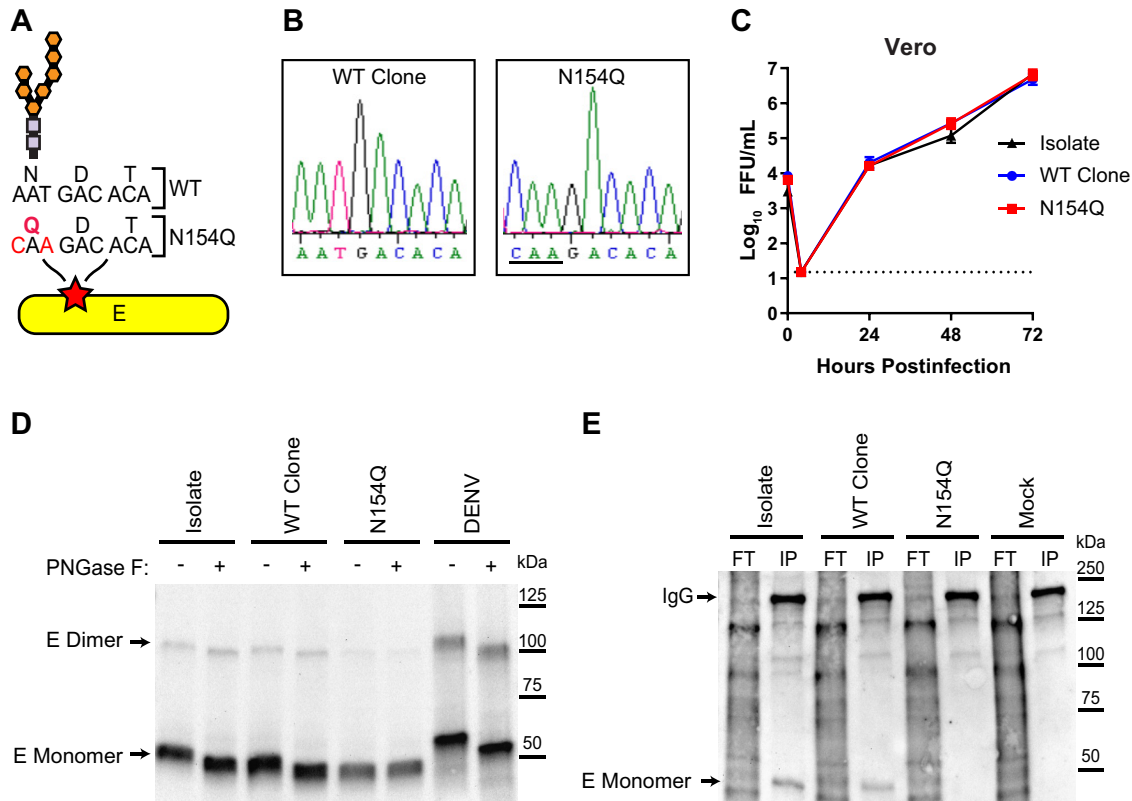 A
N D T
AAT GAC ACA WT
Q D T
CAA GAC ACA N154Q
E
B
WT Clone
A A T G A C A C A
N154Q
C A A G A C A C A
C
Vero
Log10 FFU/mL
7
6
5
4
3
2
1
0
0 24 48 72
Hours Postinfection
Isolate
WT Clone
N154Q
D
Isolate WT Clone N154Q DENV
PNGase F: - + - + - + - + kDa
125
E Dimer 100
75
E Monomer 50
E
Isolate WT Clone N154Q Mock
FT IP FT IP FT IP FT IP kDa
250
IgG
125
100
75
50
E Monomer